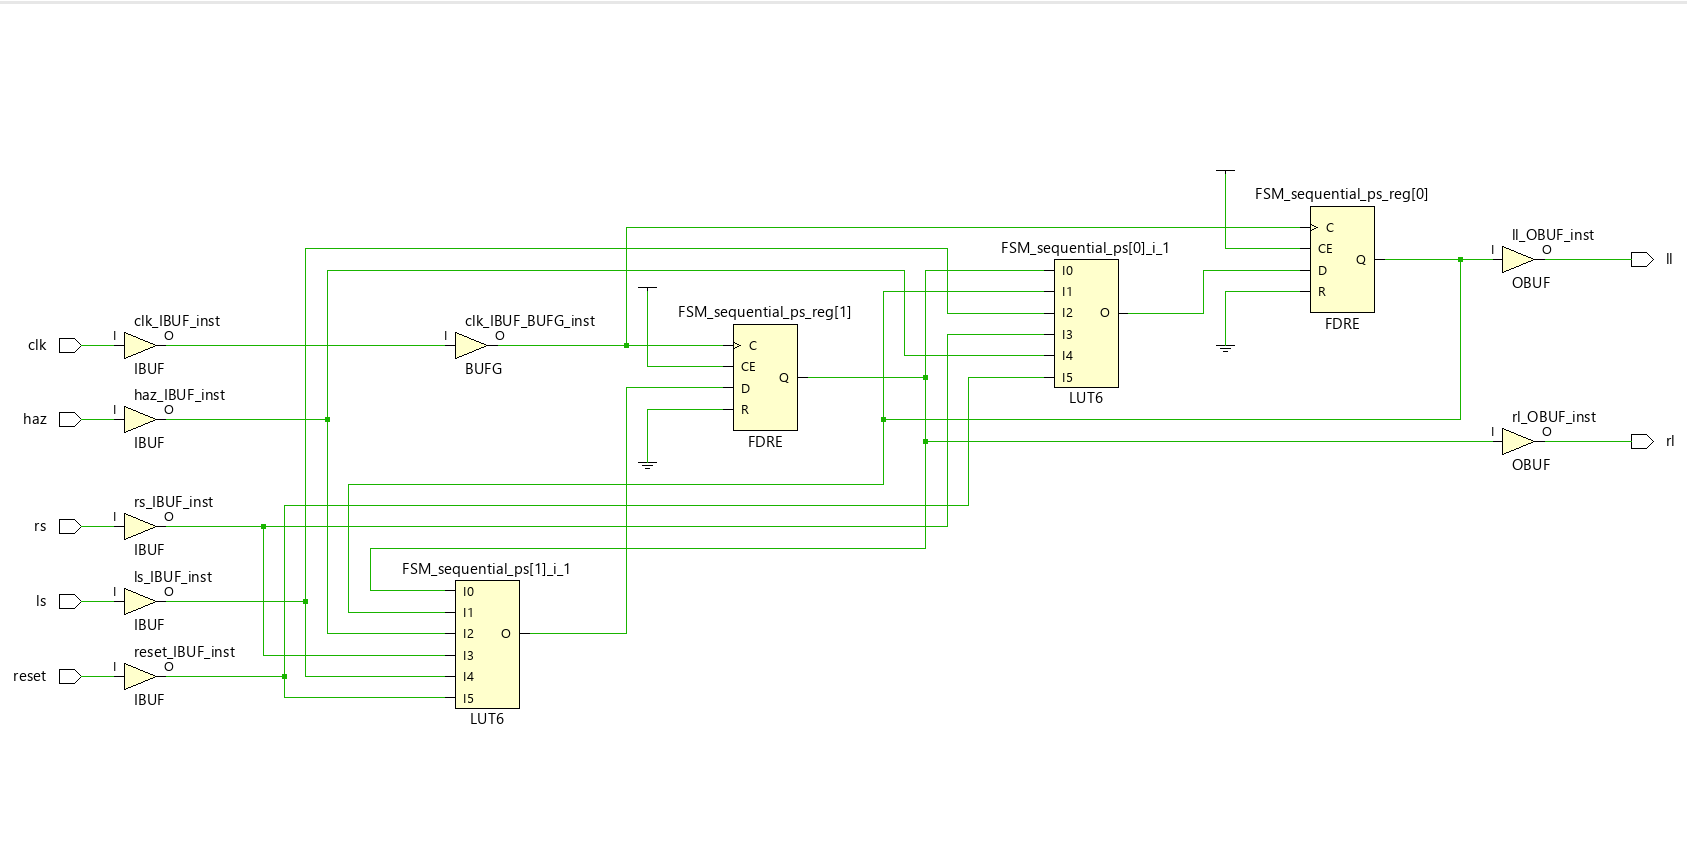 FSM_sequential_ps_reg[0]
C
CE
D
R
Q
FDRE
I
ll_OBUF_inst
O
OBUF
ll
FSM_sequential_ps[0]_i_1
I0
I1
I2
I3
I4
I5
O
LUT6
FSM_sequential_ps_reg[1]
C
CE
D
R
Q
FDRE
clk
I
clk_IBUF_inst
O
IBUF
I
clk_IBUF_BUFG_inst
O
BUFG
haz
I
haz_IBUF_inst
O
IBUF
I
rl_OBUF_inst
O
OBUF
rl
rs
I
rs_IBUF_inst
O
IBUF
ls
I
ls_IBUF_inst
O
IBUF
reset
I
reset_IBUF_inst
O
IBUF
FSM_sequential_ps[1]_i_1
I0
I1
I2
I3
I4
I5
O
LUT6